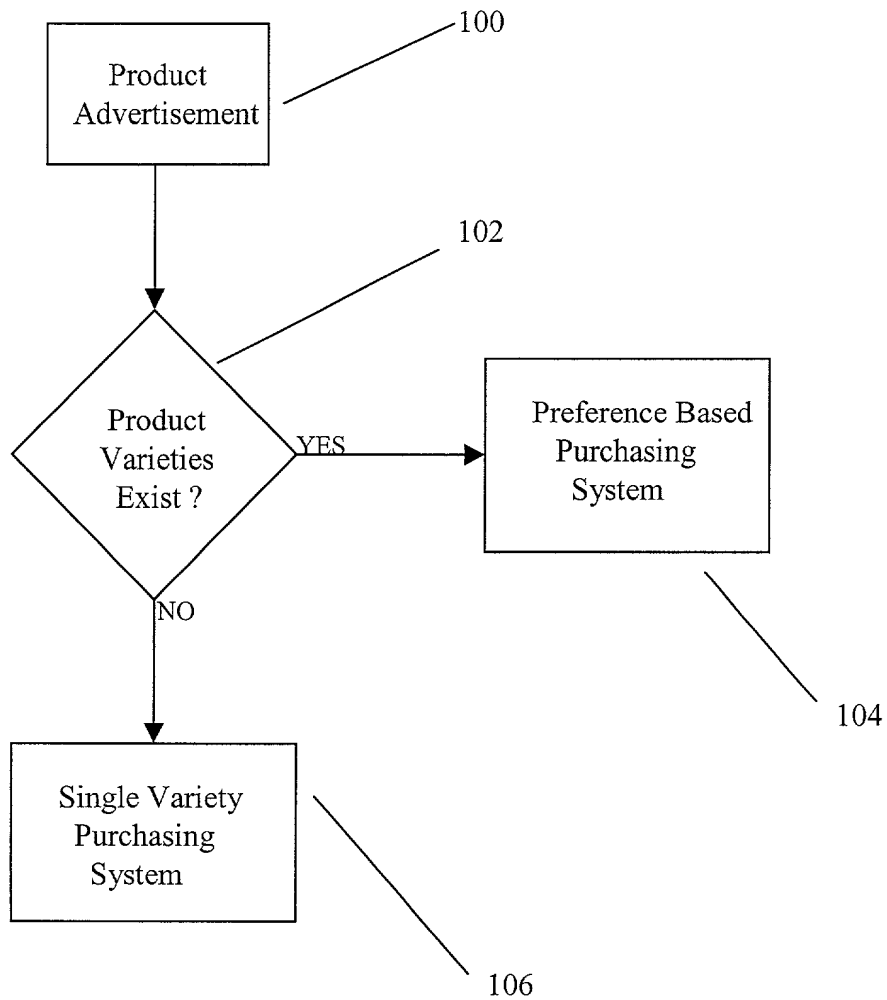 100
Product
Advertisement
102
Product
Varieties
Exist ?
YES
Preference Based
Purchasing
System
NO
104
Single Variety
Purchasing
System
106